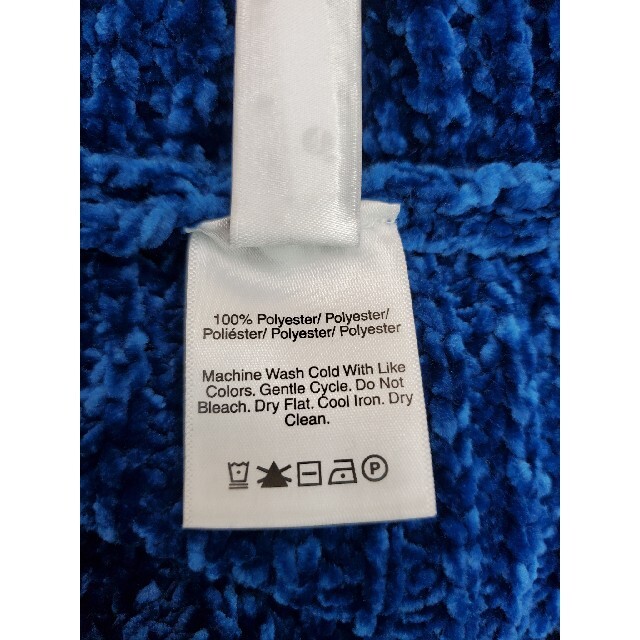 100% Polyester/ Polyester/
Poliéster/ Polyester/ Polyester
Machine Wash Cold With Like
Colors. Gentle Cycle. Do Not
Bleach. Dry Flat. Cool Iron. Dry
Clean.
P